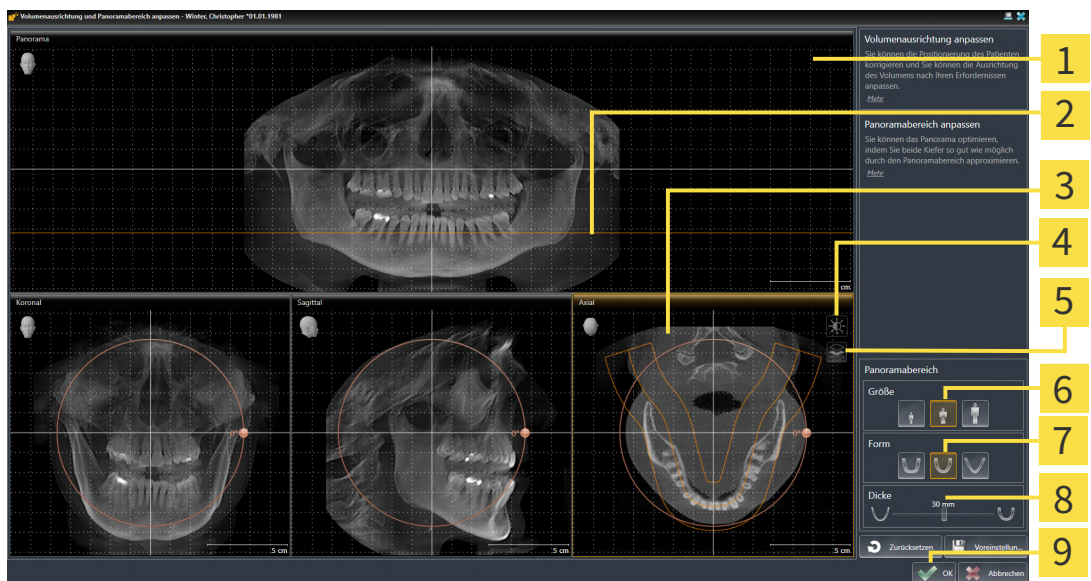 Volumenausrichtung und Panoramabereich anpassen - Winter, Christopher *01.01.1981
Panorama
cm
Koronal
0°
.5 cm
Sagittal
0°
.5 cm
Axial
0°
.5 cm
Volumenausrichtung anpassen
Sie können die Positionierung des Patienten
korrigieren und Sie können die Ausrichtung
des Volumens nach Ihren Erfordernissen
anpassen.
Mehr
Panoramabereich anpassen
Sie können das Panorama optimieren,
indem Sie beide Kiefer so gut wie möglich
durch den Panoramabereich approximieren.
Mehr
Panoramabereich
Größe
Form
Dicke
30 mm
Zurücksetzen
Voreinstellun...
OK
Abbrechen
1
2
3
4
5
6
7
8
9